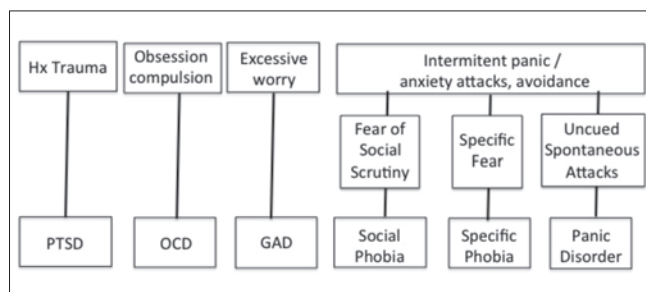 Hx Trauma
Obsession
compulsion
Excessive
worry
Intermitent panic /
anxiety attacks, avoidance
Fear of
Social
Scrutiny
Specific
Fear
Uncued
Spontaneous
Attacks
PTSD
OCD
GAD
Social
Phobia
Specific
Phobia
Panic
Disorder